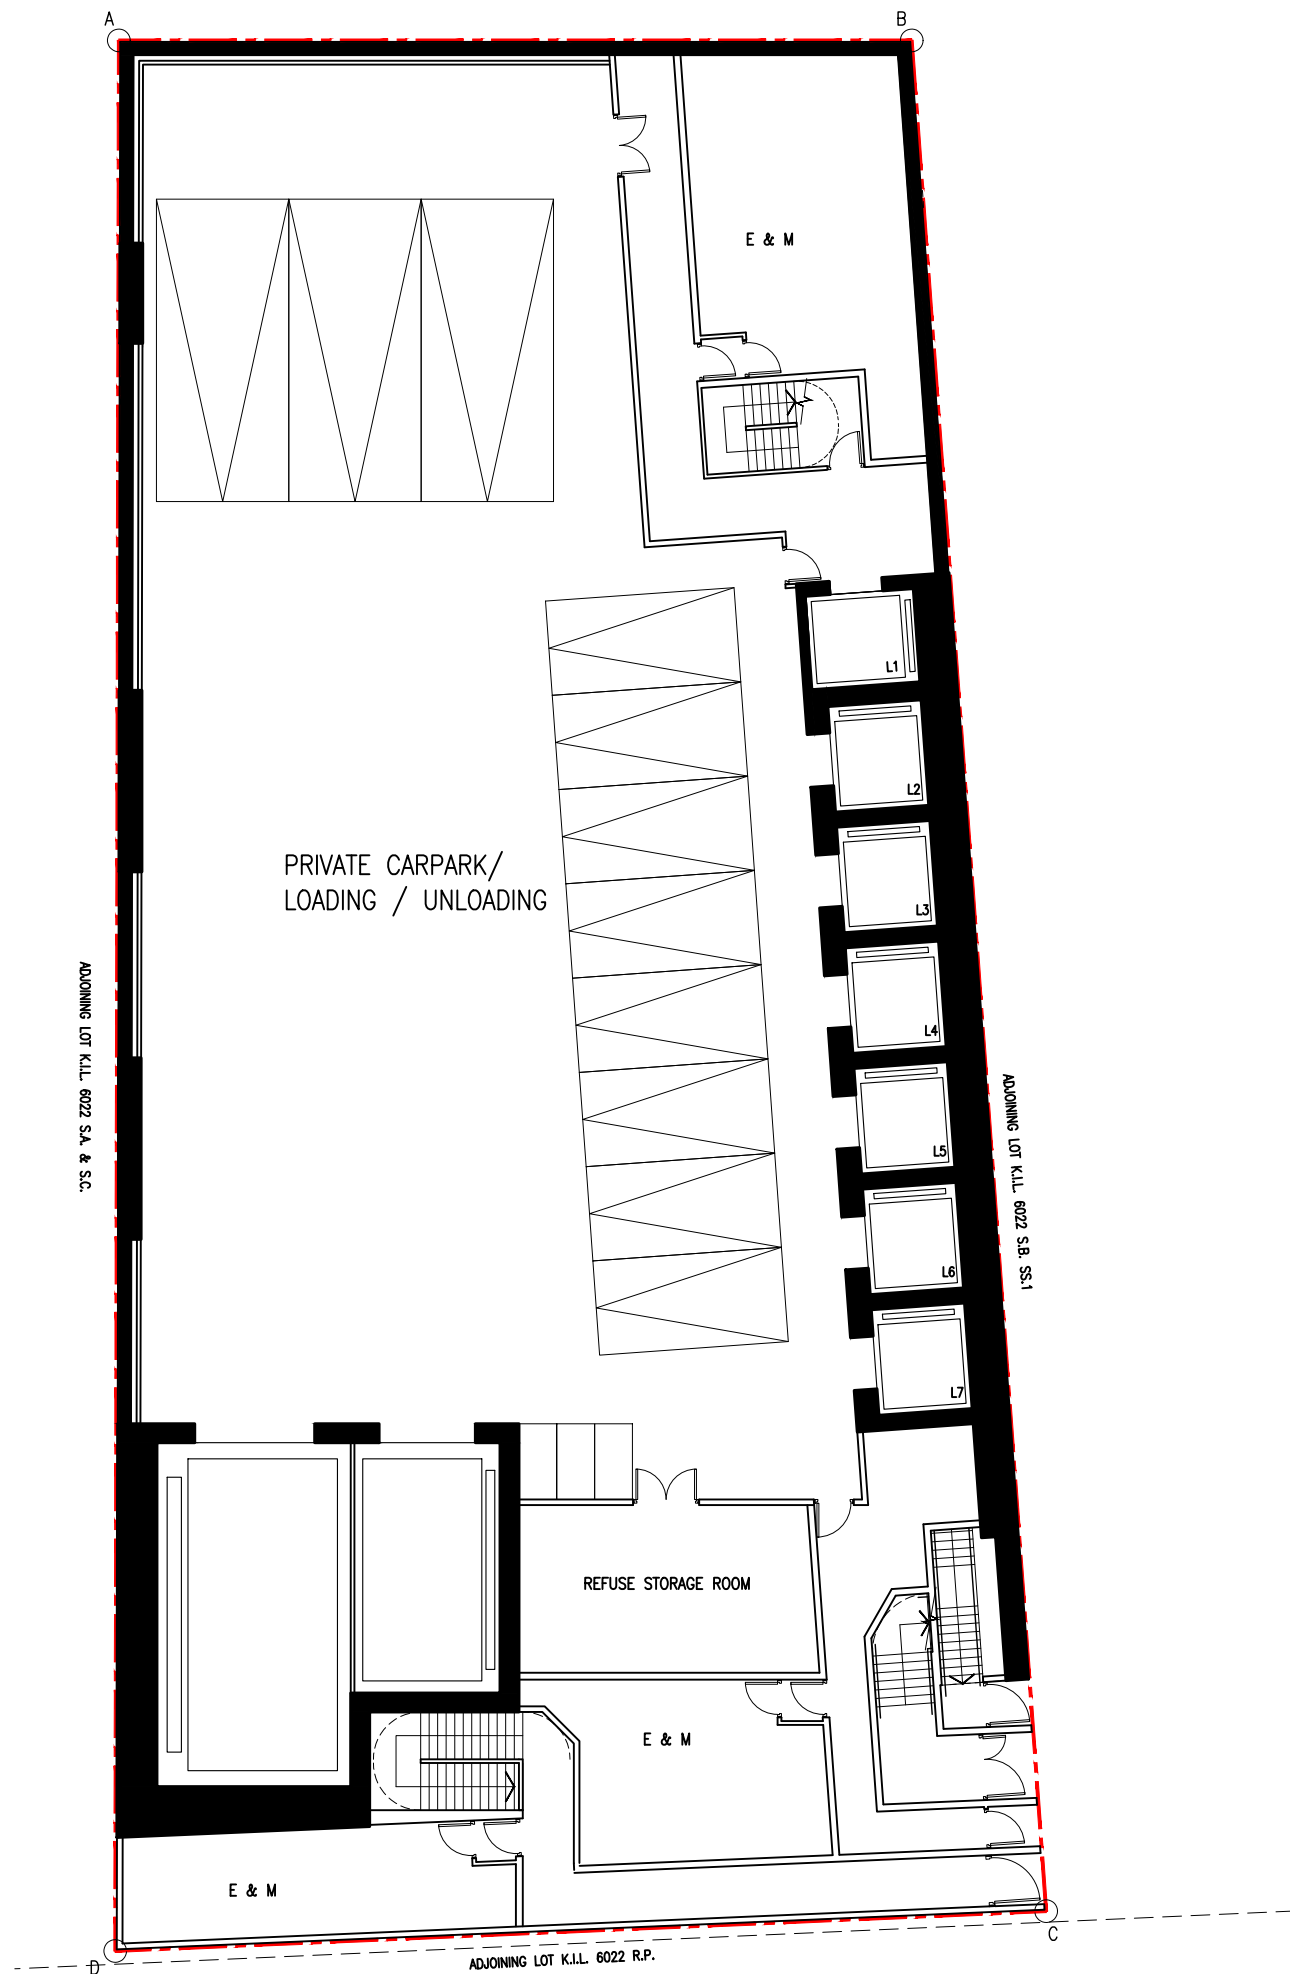 A
B
E & M
L1
L2
PRIVATE CARPARK/
LOADING / UNLOADING
L3
ADJOINING LOT K.I.L. 6022 S.A. & S.C.
L4
ADJOINING LOT K.I.L. 6022 S.B. SS.1
L5
L6
L7
REFUSE STORAGE ROOM
E & M
E & M
C
ADJOINING LOT K.I.L. 6022 R.P.
D